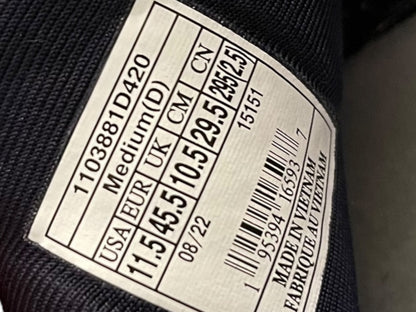 1103881D420
Medium(D)
USA EUR UK CM CN
11.5 45.5 10.5 29.5 295(2.5)
08/22 15151
1 95394 16593 7
MADE IN VIETNAM
FABRIQUE AU VIETNAM